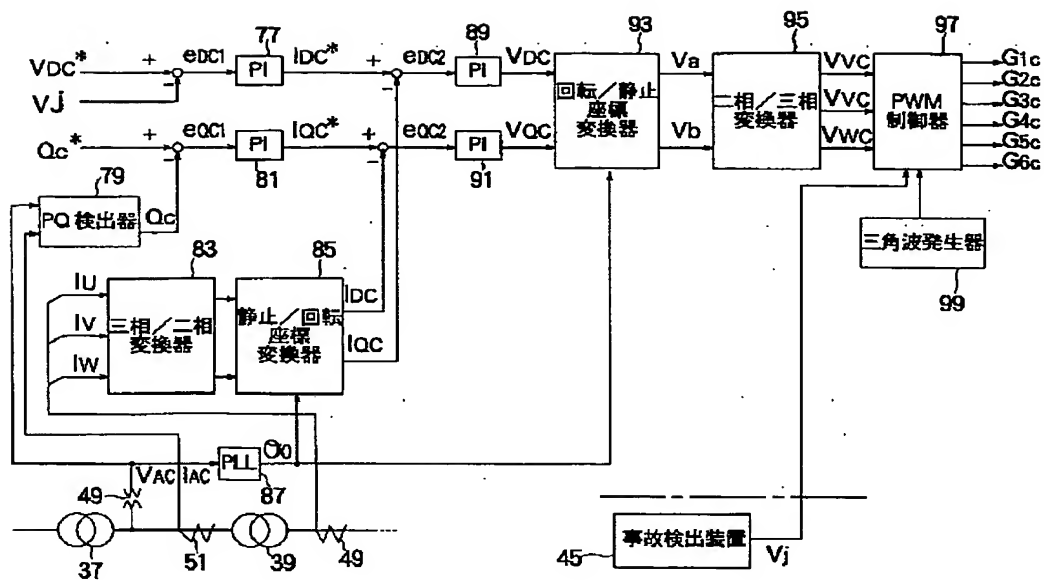 77
89
93
95
97
VDC*
+
-
eDC1
PI
IDC*
+
-
eDC2
PI
VDC
回転/静止
座標
変換器
Va
二相/三相
変換器
VVC
VVC
VWC
PWM
制御器
G1c
G2c
G3c
G4c
G5c
G6c
Vj
Qc*
+
-
eQC1
PI
81
IQC*
+
-
eQC2
PI
91
VQC
Vb
79
PQ検出器
Qc
三角波発生器
99
83
85
IU
IV
IW
三相/二相
変換器
静止/回転
座標
変換器
IDC
IQC
VAC
IAC
PLL
87
49
37
51
39
49
45
事故検出装置
Vj